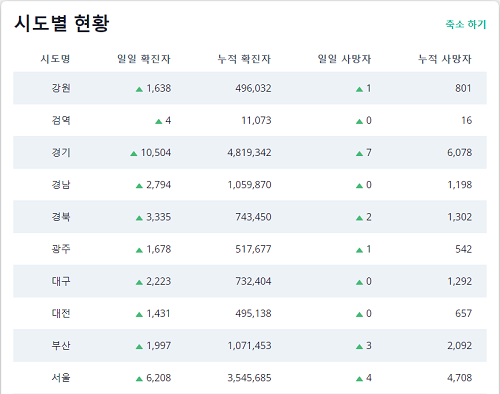 시도별 현황
축소 하기
시도명 일일 확진자 누적 확진자 일일 사망자 누적 사망자
강원 ▲ 1,638 496,032 ▲ 1 801
검역 ▲ 4 11,073 ▲ 0 16
경기 ▲ 10,504 4,819,342 ▲ 7 6,078
경남 ▲ 2,794 1,059,870 ▲ 0 1,198
경북 ▲ 3,335 743,450 ▲ 2 1,302
광주 ▲ 1,678 517,677 ▲ 1 542
대구 ▲ 2,223 732,404 ▲ 0 1,292
대전 ▲ 1,431 495,138 ▲ 0 657
부산 ▲ 1,997 1,071,453 ▲ 3 2,092
서울 ▲ 6,208 3,545,685 ▲ 4 4,708